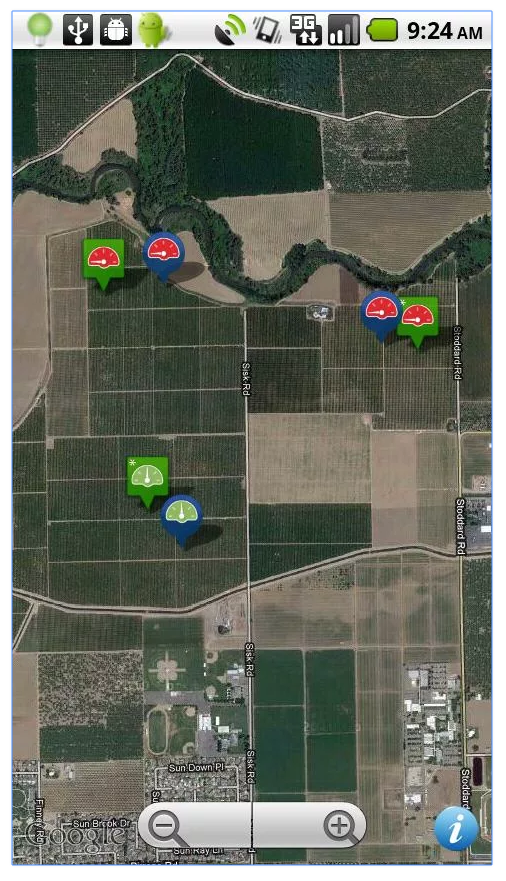 3G
9:24 AM
Stoddard Rd
Sisk Rd
*
*
Stoddard Rd
Sisk Rd
Sun Down Pl
Sisk Rd
Stoddard
Finney Rd
Sun Brook Dr
Google
Sun Ray Ln
i